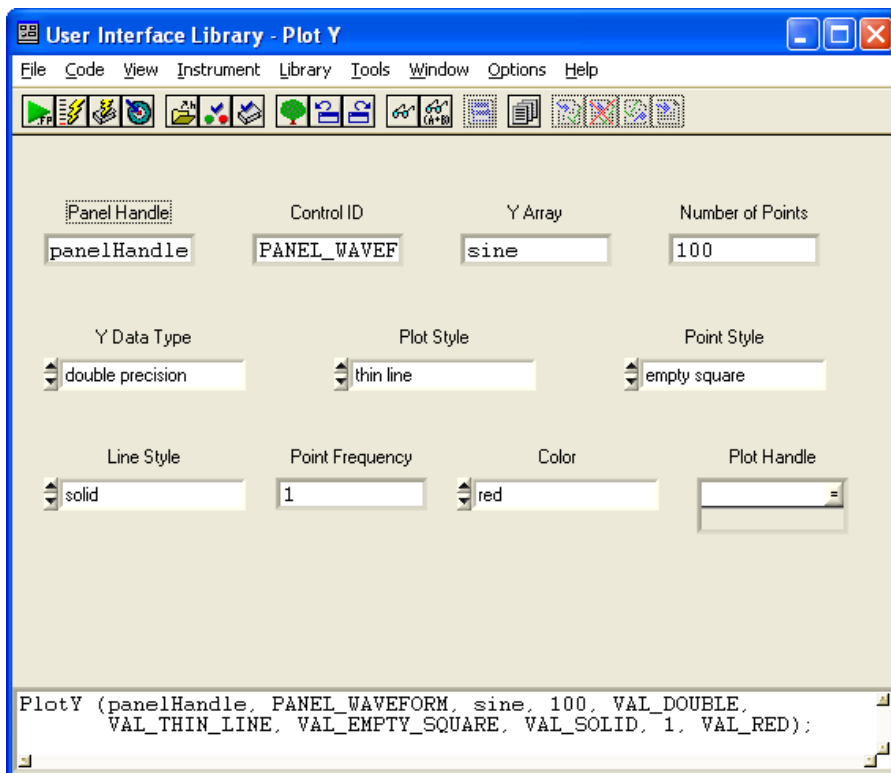 User Interface Library - Plot Y
File Code View Instrument Library Tools Window Options Help
.FP
(A+B)
Panel Handle Control ID Y Array Number of Points
panelHandle PANEL_WAVEF sine 100
Y Data Type Plot Style Point Style
double precision thin line empty square
Line Style Point Frequency Color Plot Handle
solid 1 red
=
PlotY (panelHandle, PANEL_WAVEFORM, sine, 100, VAL_DOUBLE,
VAL_THIN_LINE, VAL_EMPTY_SQUARE, VAL_SOLID, 1, VAL_RED);